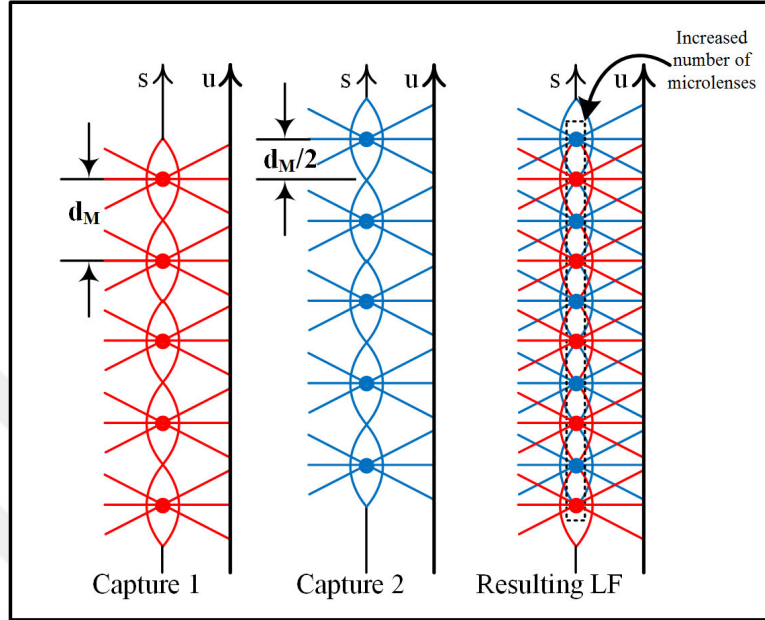 Increased
number of
microlenses
s
u
s
u
s
u
d_M
d_M/2
Capture 1
Capture 2
Resulting LF